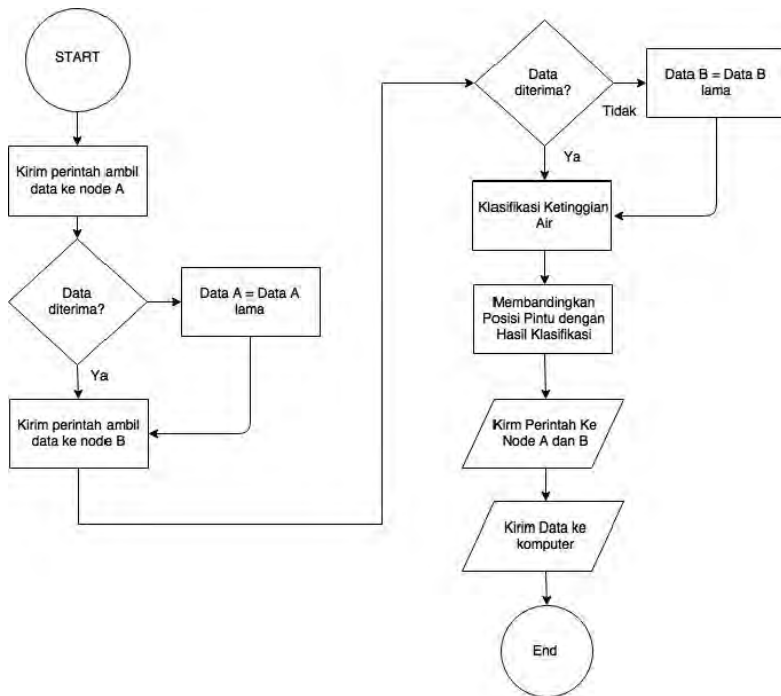 START
Kirim perintah ambil
data ke node A
Data
diterima?
Data A = Data A
lama
Ya
Kirim perintah ambil
data ke node B
Data
diterima?
Tidak
Data B = Data B
lama
Ya
Klasifikasi Ketinggian
Air
Membandingkan
Posisi Pintu dengan
Hasil Klasifikasi
Kirm Perintah Ke
Node A dan B
Kirim Data ke
komputer
End